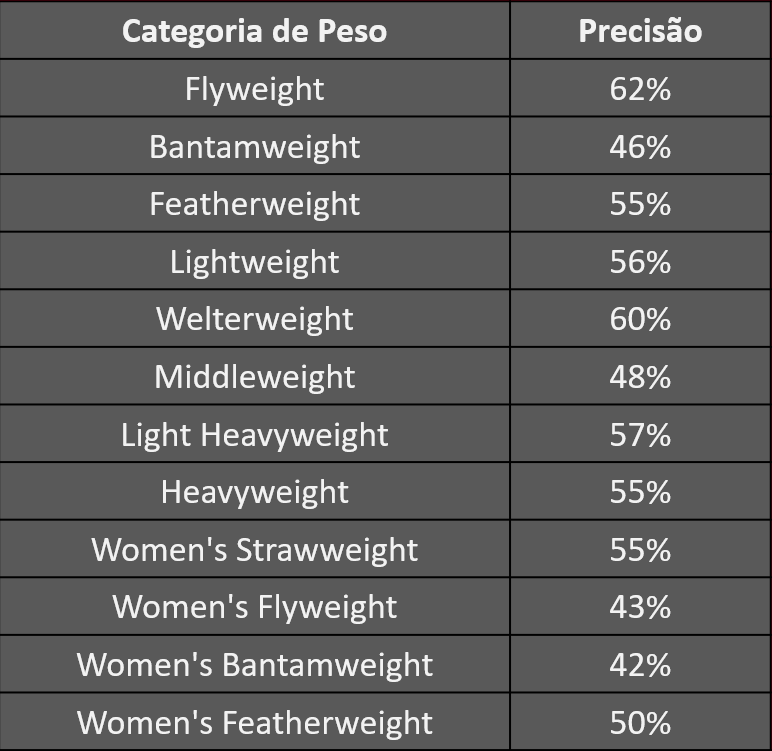 Categoria de Peso Precisão
Flyweight 62%
Bantamweight 46%
Featherweight 55%
Lightweight 56%
Welterweight 60%
Middleweight 48%
Light Heavyweight 57%
Heavyweight 55%
Women's Strawweight 55%
Women's Flyweight 43%
Women's Bantamweight 42%
Women's Featherweight 50%